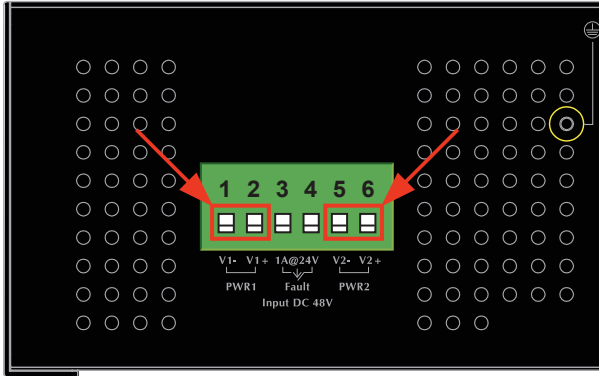 1 2 3 4 5 6
V1- V1+ 1A@24V V2- V2+
PWR1 Fault PWR2
Input DC 48V